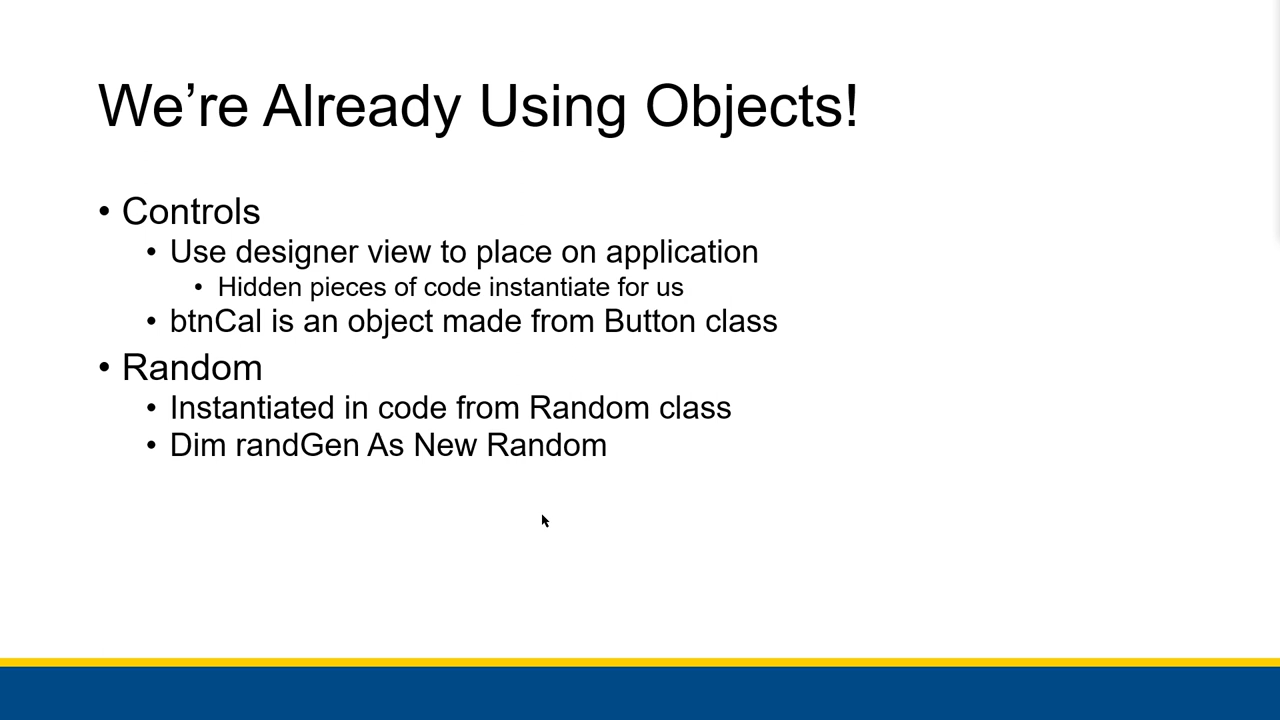 We’re Already Using Objects!
• Controls
• Use designer view to place on application
• Hidden pieces of code instantiate for us
• btnCal is an object made from Button class
• Random
• Instantiated in code from Random class
• Dim randGen As New Random